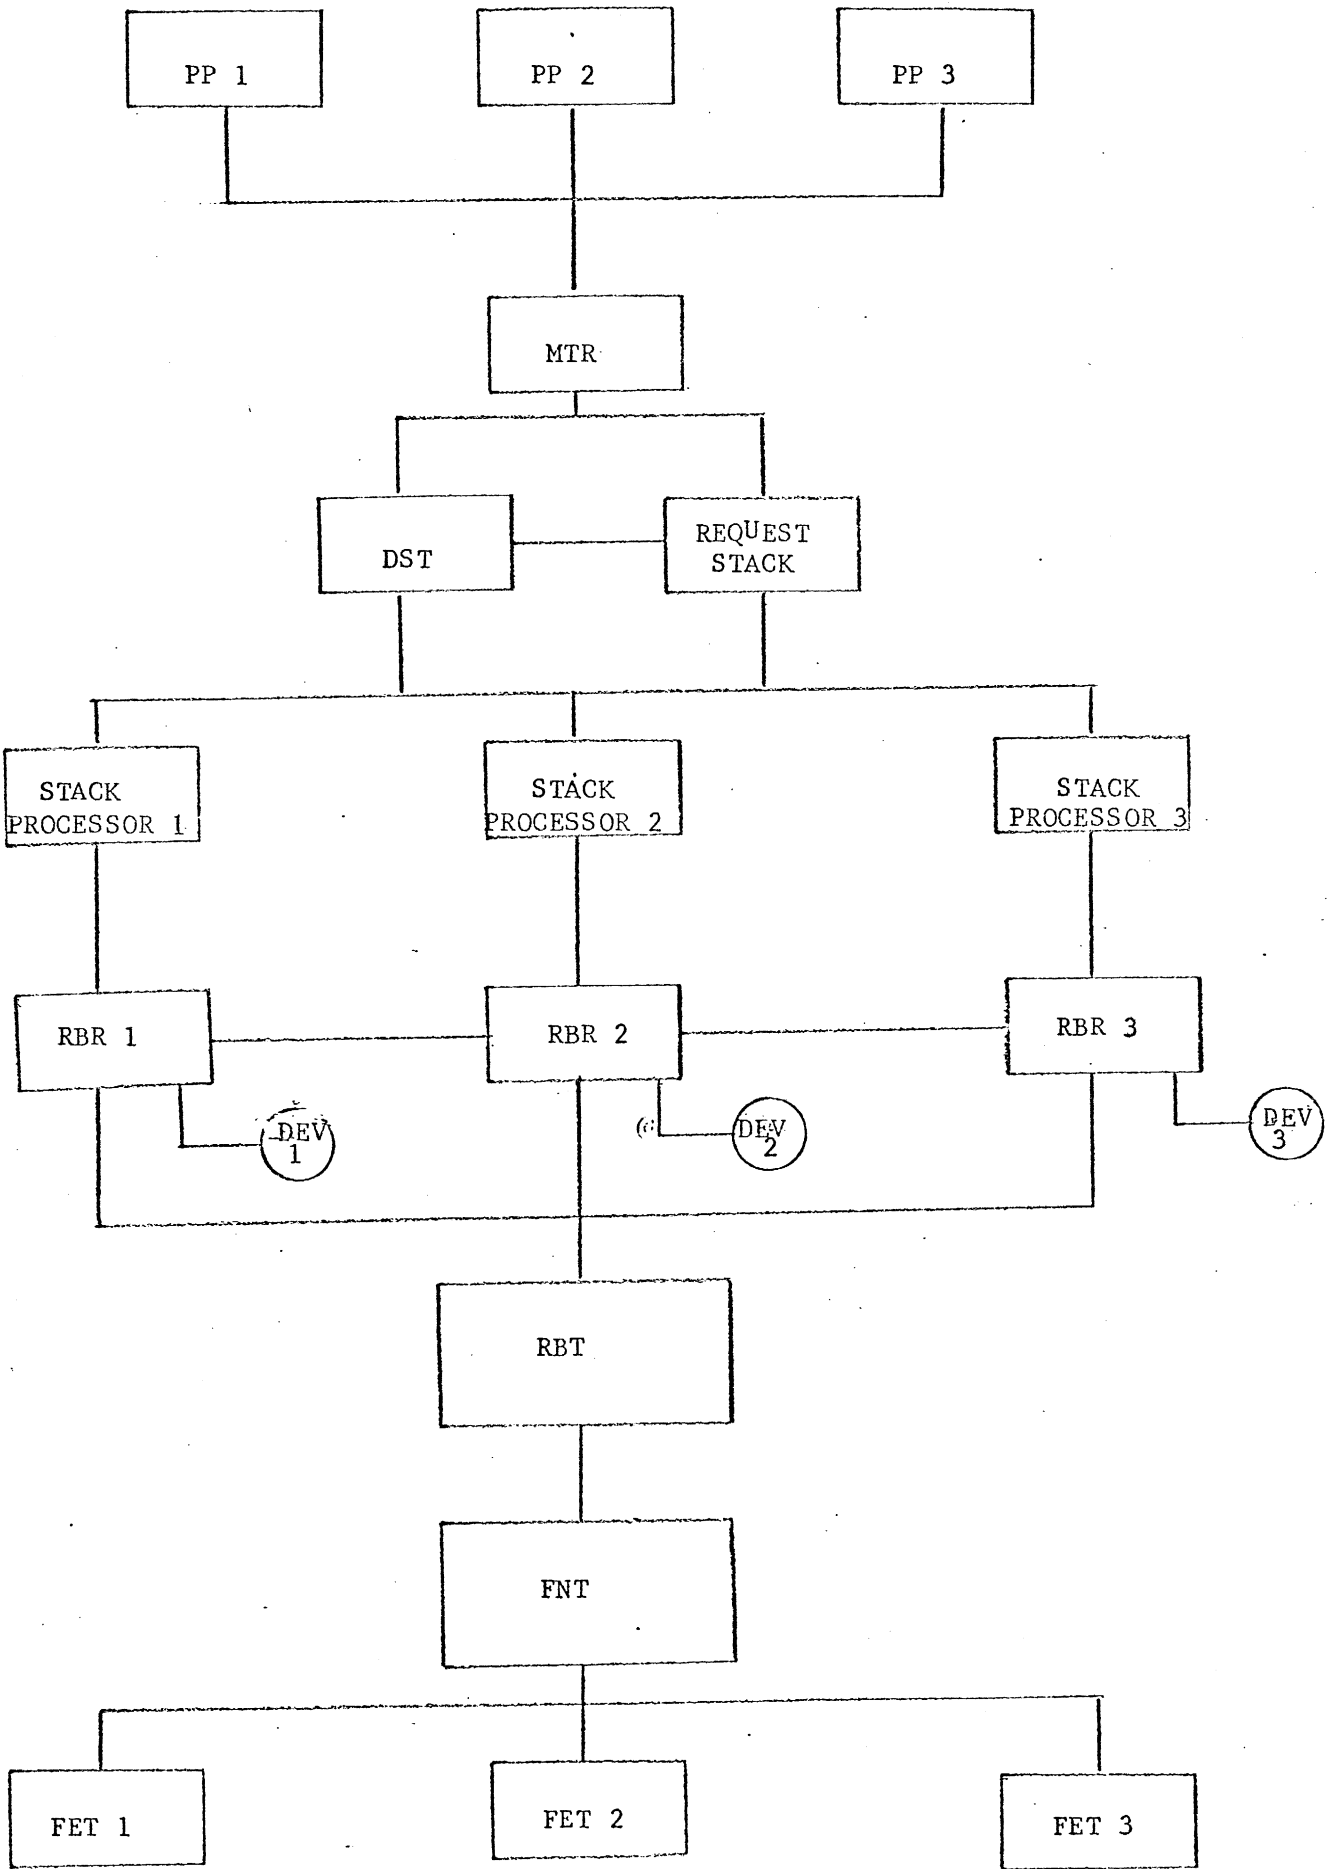 PP 1
PP 2
PP 3
MTR
DST
REQUEST
STACK
STACK
PROCESSOR 1
STACK
PROCESSOR 2
STACK
PROCESSOR 3
RBR 1
RBR 2
RBR 3
DEV
1
DEV
2
DEV
3
RBT
FNT
FET 1
FET 2
FET 3